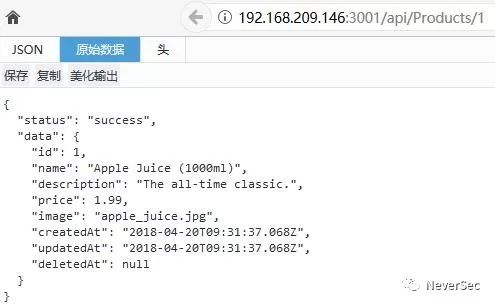 192.168.209.146:3001/api/Products/1
JSON 原始数据 头
保存 复制 美化输出
{
  "status": "success",
  "data": {
    "id": 1,
    "name": "Apple Juice (1000ml)",
    "description": "The all-time classic.",
    "price": 1.99,
    "image": "apple_juice.jpg",
    "createdAt": "2018-04-20T09:31:37.068Z",
    "updatedAt": "2018-04-20T09:31:37.068Z",
    "deletedAt": null
  }
}
NeverSec